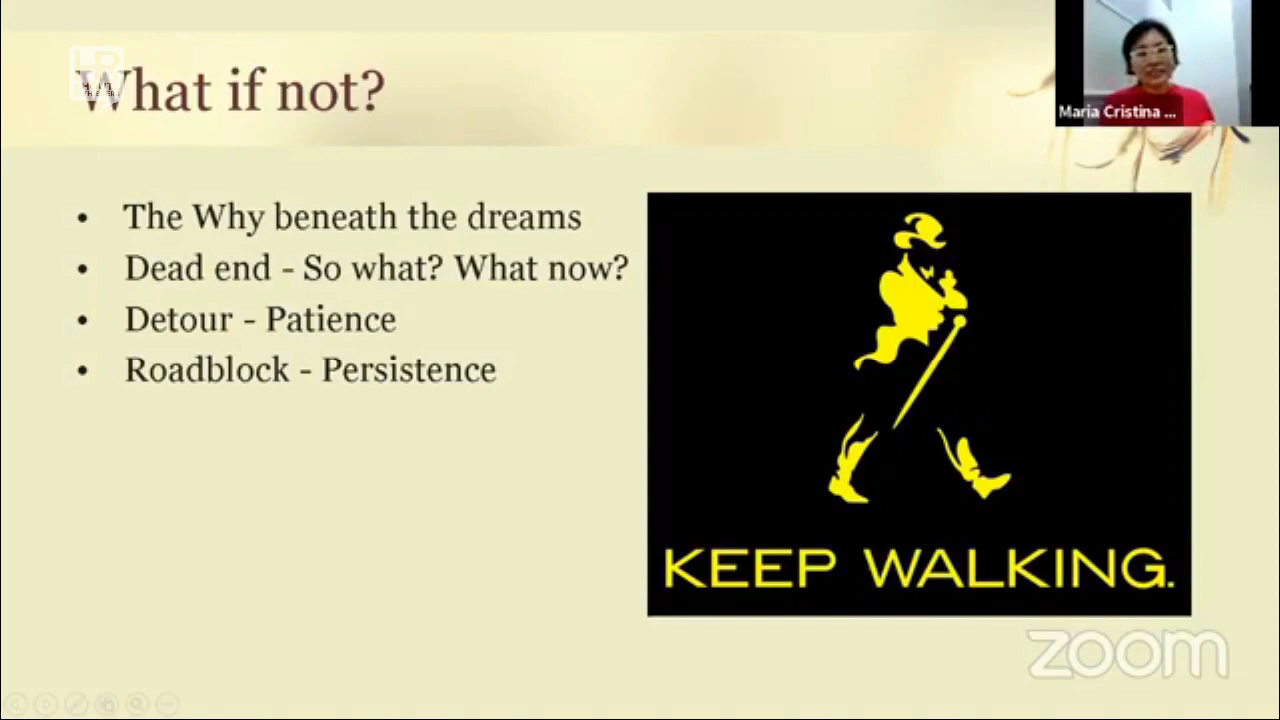 What if not?
Maria Cristina ...
• The Why beneath the dreams
• Dead end - So what? What now?
• Detour - Patience
• Roadblock - Persistence
KEEP WALKING.
zoom